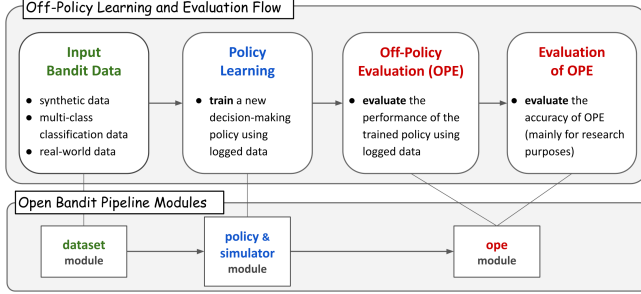 Off-Policy Learning and Evaluation Flow
Input
Bandit Data
● synthetic data
● multi-class
classification data
● real-world data
Policy
Learning
● train a new
decision-making
policy using
logged data
Off-Policy
Evaluation (OPE)
● evaluate the
performance of the
trained policy using
logged data
Evaluation
of OPE
● evaluate the
accuracy of OPE
(mainly for research
purposes)
Open Bandit Pipeline Modules
dataset
module
policy &
simulator
module
ope
module